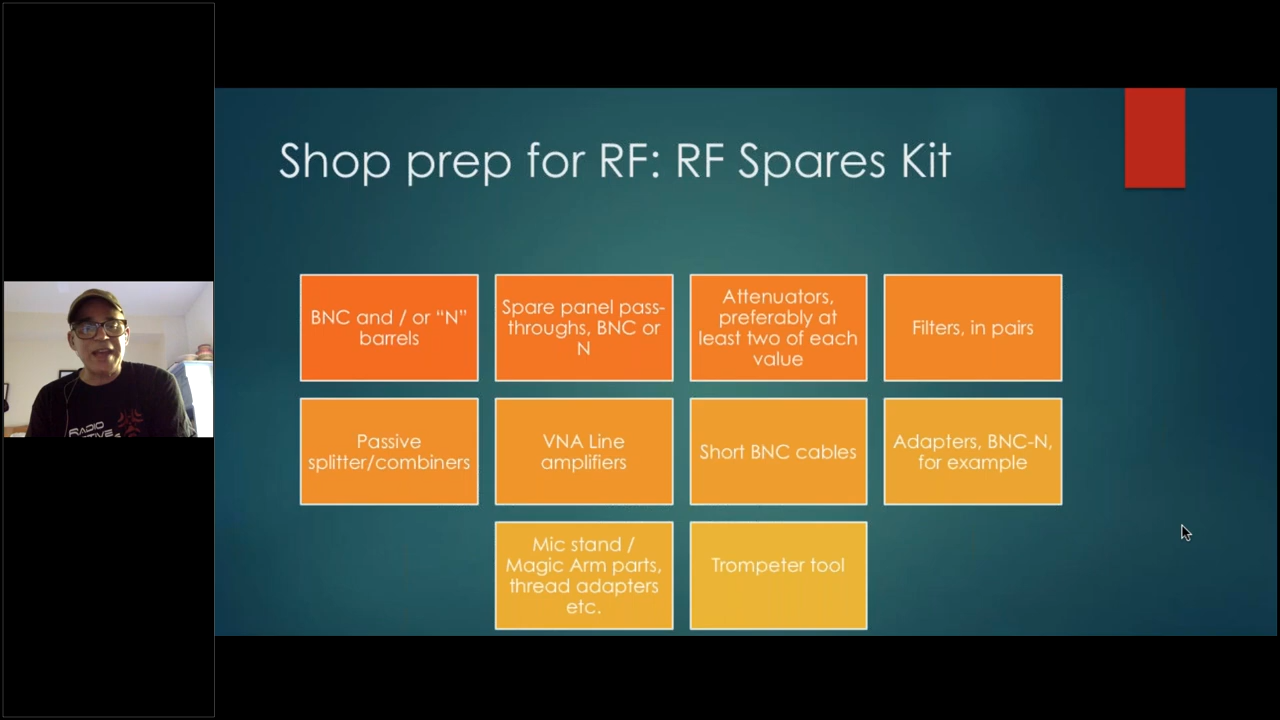 Shop prep for RF: RF Spares Kit
BNC and / or “N”
barrels
Spare panel pass-
throughs, BNC or
N
Attenuators,
preferably at
least two of each
value
Filters, in pairs
Passive
splitter/combiners
VNA Line
amplifiers
Short BNC cables
Adapters, BNC-N,
for example
Mic stand /
Magic Arm parts,
thread adapters
etc.
Trompeter tool
RADIO